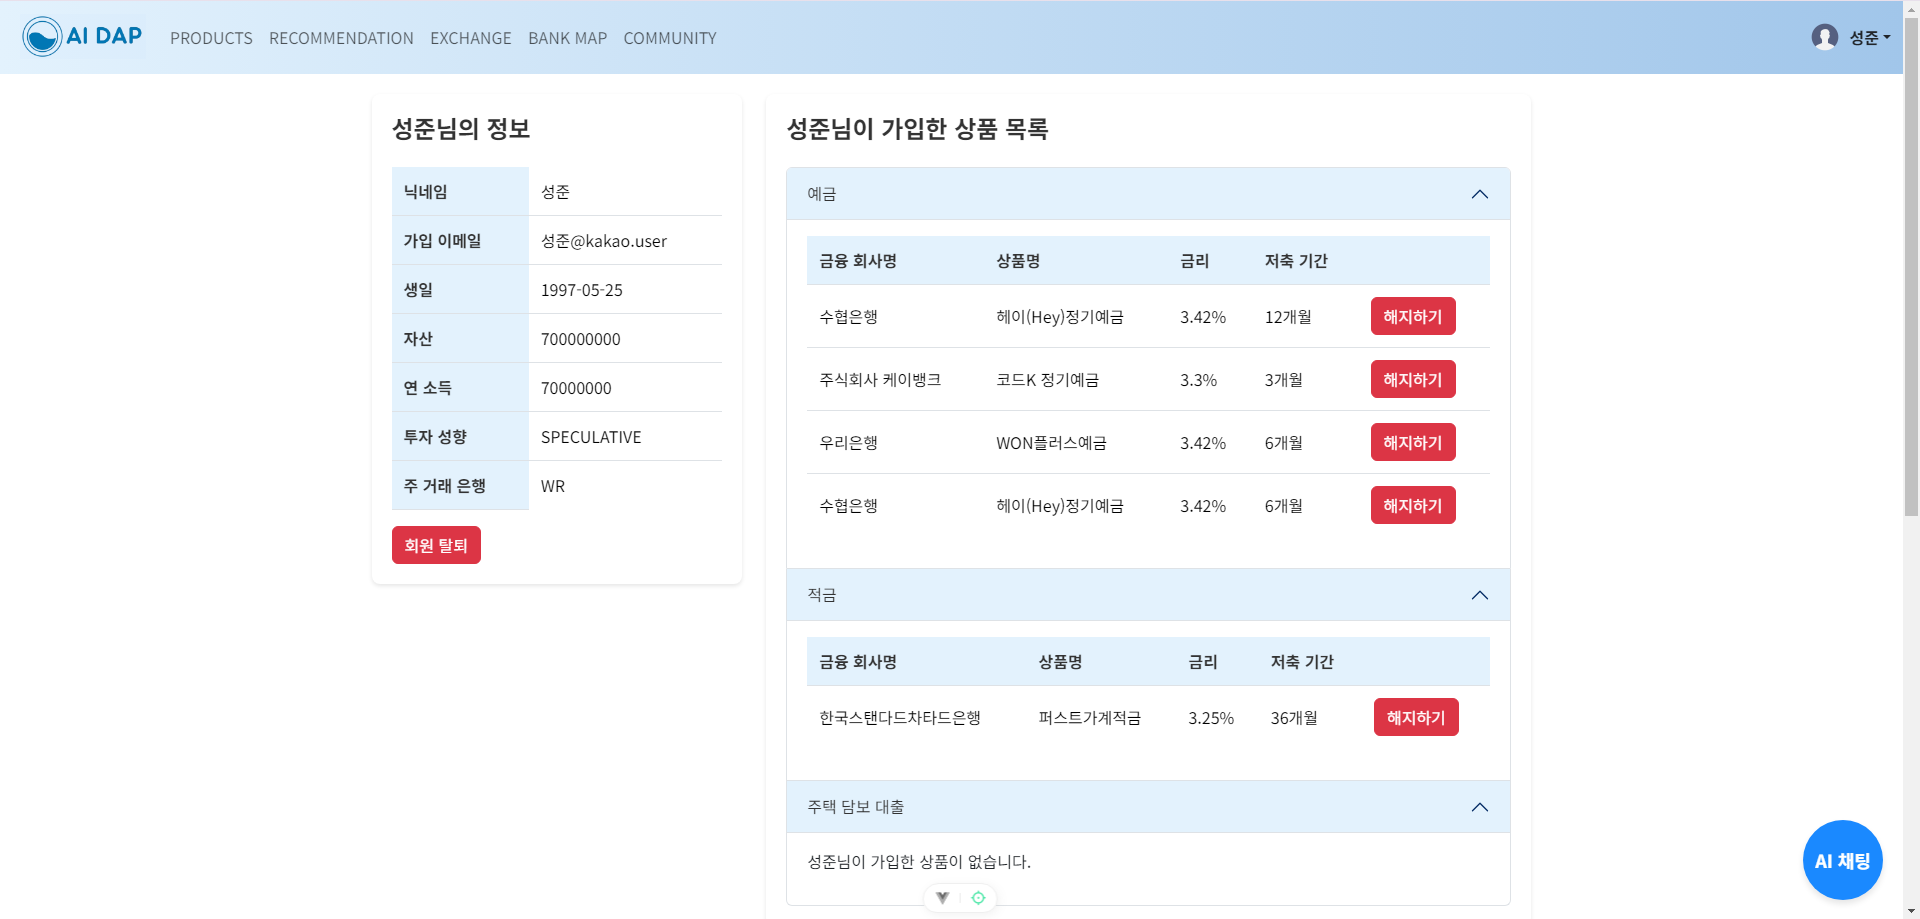 AI DAP
PRODUCTS RECOMMENDATION EXCHANGE BANK MAP COMMUNITY
성준
성준님의 정보
닉네임 성준
가입 이메일 성준@kakao.user
생일 1997-05-25
자산 700000000
연 소득 70000000
투자 성향 SPECULATIVE
주 거래 은행 WR
회원 탈퇴
성준님이 가입한 상품 목록
예금
금융 회사명 상품명 금리 저축 기간
수협은행 헤이(Hey)정기예금 3.42% 12개월 해지하기
주식회사 케이뱅크 코드K 정기예금 3.3% 3개월 해지하기
우리은행 WON플러스예금 3.42% 6개월 해지하기
수협은행 헤이(Hey)정기예금 3.42% 6개월 해지하기
적금
금융 회사명 상품명 금리 저축 기간
한국스탠다드차타드은행 퍼스트가계적금 3.25% 36개월 해지하기
주택 담보 대출
성준님이 가입한 상품이 없습니다.
AI 채팅